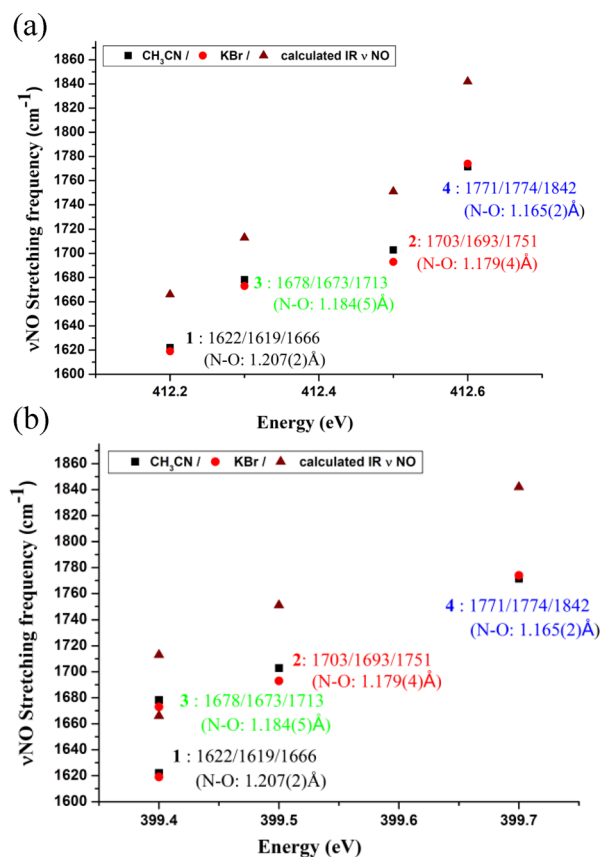 (a)
CH₃CN / KBr / calculated IR ν NO
νNO Stretching frequency (cm⁻¹)
1860
1840
1820
1800
1780
1760
1740
1720
1700
1680
1660
1640
1620
1600
4 : 1771/1774/1842
(N-O: 1.165(2)Å)
2: 1703/1693/1751
(N-O: 1.179(4)Å)
3 : 1678/1673/1713
(N-O: 1.184(5)Å
1 : 1622/1619/1666
(N-O: 1.207(2)Å)
412.2 412.4 412.6
Energy (eV)
(b)
CH₃CN / KBr / calculated IR ν NO
νNO Stretching frequency (cm⁻¹)
1860
1840
1820
1800
1780
1760
1740
1720
1700
1680
1660
1640
1620
1600
4 : 1771/1774/1842
(N-O: 1.165(2)Å)
2: 1703/1693/1751
(N-O: 1.179(4)Å)
3 : 1678/1673/1713
(N-O: 1.184(5)Å
1 : 1622/1619/1666
(N-O: 1.207(2)Å)
399.4 399.5 399.6 399.7
Energy (eV)